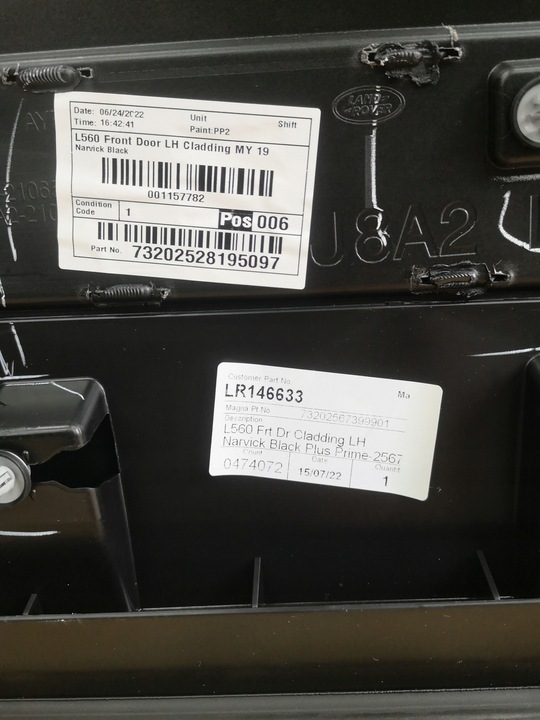 Date: 06/24/2022 Unit
Time: 16:42:41 Paint:PP2 Shift
L560 Front Door LH Cladding MY 19
Narvick Black
001157782
Condition Code 1 Pos 006
Part No. 73202528195097
LAND ROVER
J8A2
Customer Part No.
LR146633 Ma
Magna Pt No 73202567399901
Description
L560 Frt Dr Cladding LH
Narvick Black Plus Prime-2567
Count Date Quantit
0474072 15/07/22 1